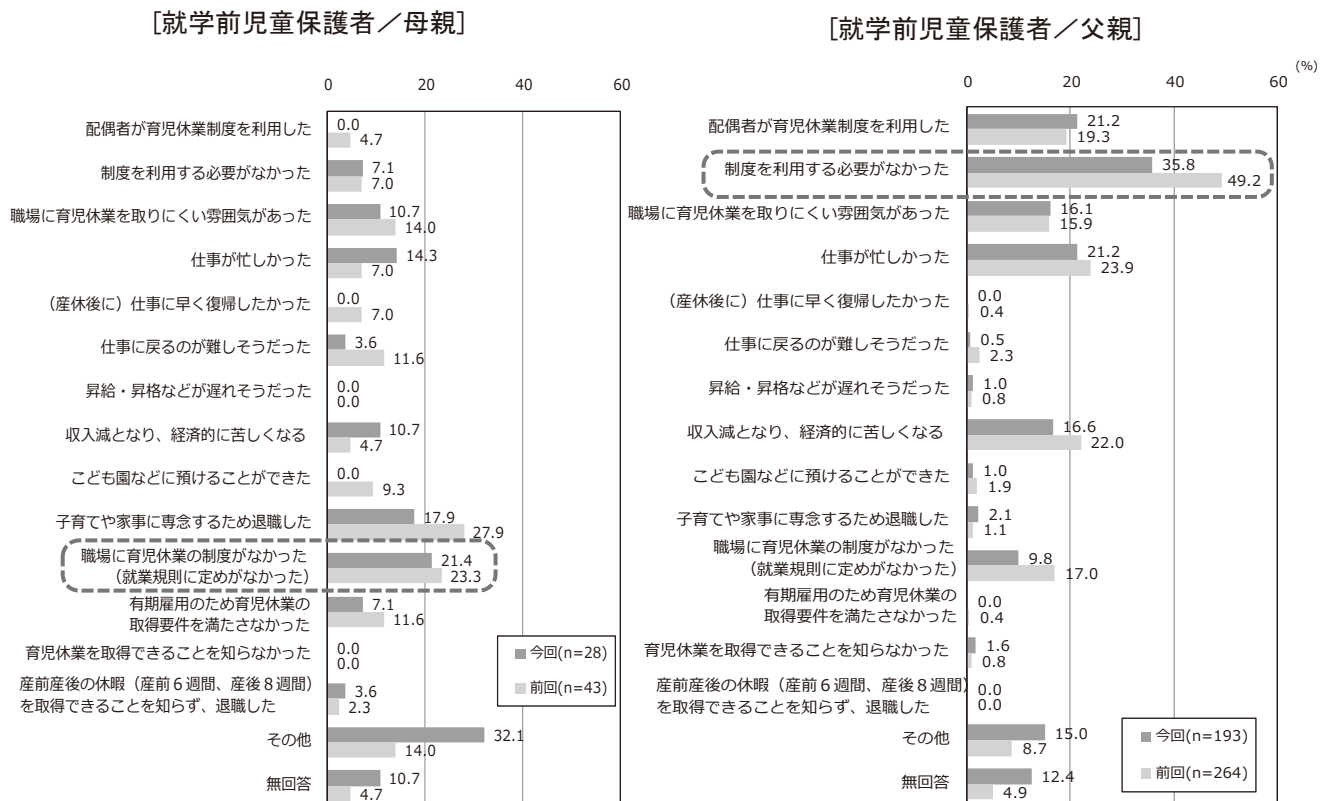 ［就学前児童保護者／母親］
0 20 40 60
配偶者が育児休業制度を利用した
0.0
4.7
制度を利用する必要がなかった
7.1
7.0
職場に育児休業を取りにくい雰囲気があった
10.7
14.0
仕事が忙しかった
14.3
7.0
（産休後に）仕事に早く復帰したかった
0.0
7.0
仕事に戻るのが難しそうだった
3.6
11.6
昇給・昇格などが遅れそうだった
0.0
0.0
収入減となり、経済的に苦しくなる
10.7
4.7
こども園などに預けることができた
0.0
9.3
子育てや家事に専念するため退職した
17.9
27.9
職場に育児休業の制度がなかった
（就業規則に定めがなかった）
21.4
23.3
有期雇用のため育児休業の
取得要件を満たさなかった
7.1
11.6
育児休業を取得できることを知らなかった
0.0
0.0
産前産後の休暇（産前６週間、産後８週間）
を取得できることを知らず、退職した
3.6
2.3
その他
32.1
14.0
無回答
10.7
4.7
今回(n=28)
前回(n=43)
［就学前児童保護者／父親］
(%)
0 20 40 60
配偶者が育児休業制度を利用した
21.2
19.3
制度を利用する必要がなかった
35.8
49.2
職場に育児休業を取りにくい雰囲気があった
16.1
15.9
仕事が忙しかった
21.2
23.9
（産休後に）仕事に早く復帰したかった
0.0
0.4
仕事に戻るのが難しそうだった
0.5
2.3
昇給・昇格などが遅れそうだった
1.0
0.8
収入減となり、経済的に苦しくなる
16.6
22.0
こども園などに預けることができた
1.0
1.9
子育てや家事に専念するため退職した
2.1
1.1
職場に育児休業の制度がなかった
（就業規則に定めがなかった）
9.8
17.0
有期雇用のため育児休業の
取得要件を満たさなかった
0.0
0.4
育児休業を取得できることを知らなかった
1.6
0.8
産前産後の休暇（産前６週間、産後８週間）
を取得できることを知らず、退職した
0.0
0.0
その他
15.0
8.7
無回答
12.4
4.9
今回(n=193)
前回(n=264)